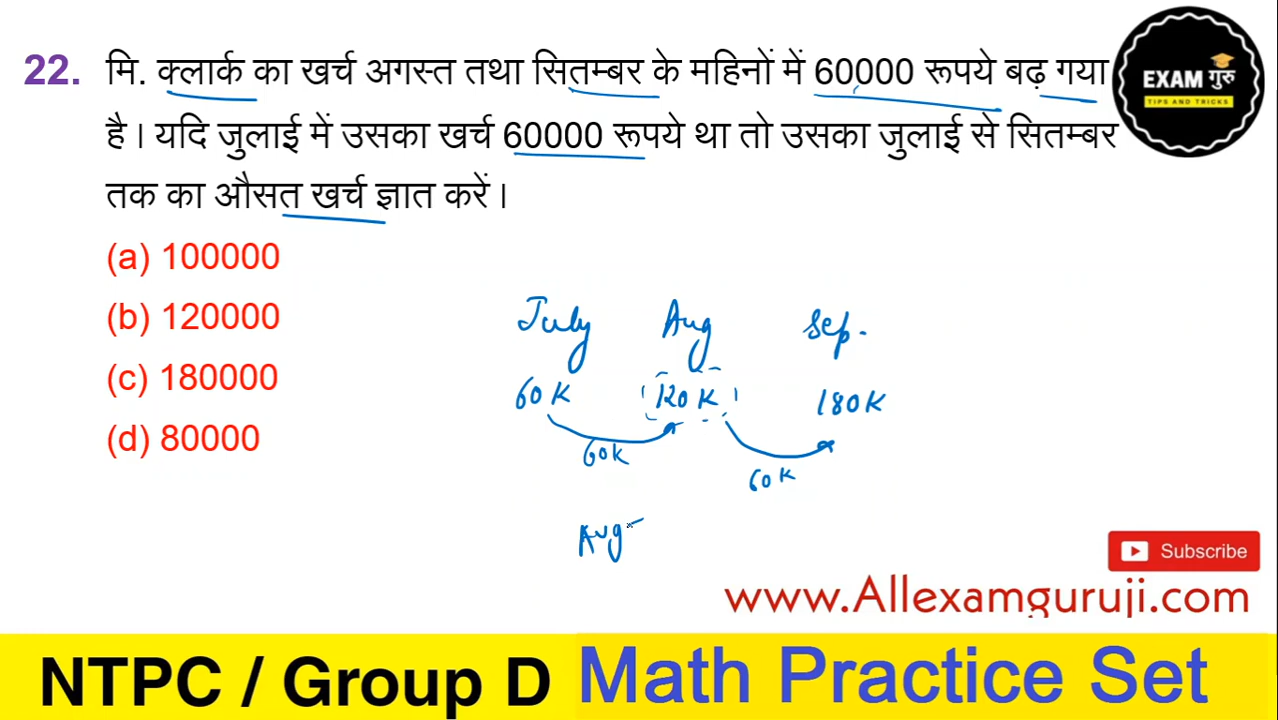 22. मि. क्लार्क का खर्च अगस्त तथा सितम्बर के महिनों में 60000 रूपये बढ़ गया
है। यदि जुलाई में उसका खर्च 60000 रूपये था तो उसका जुलाई से सितम्बर
तक का औसत खर्च ज्ञात करें।
EXAM गुरु
TIPS AND TRICKS
(a) 100000
(b) 120000
(c) 180000
(d) 80000
July Aug Sep.
60K 120K 180K
60K 60K
Avg
Subscribe
www.Allexamguruji.com
NTPC / Group D Math Practice Set